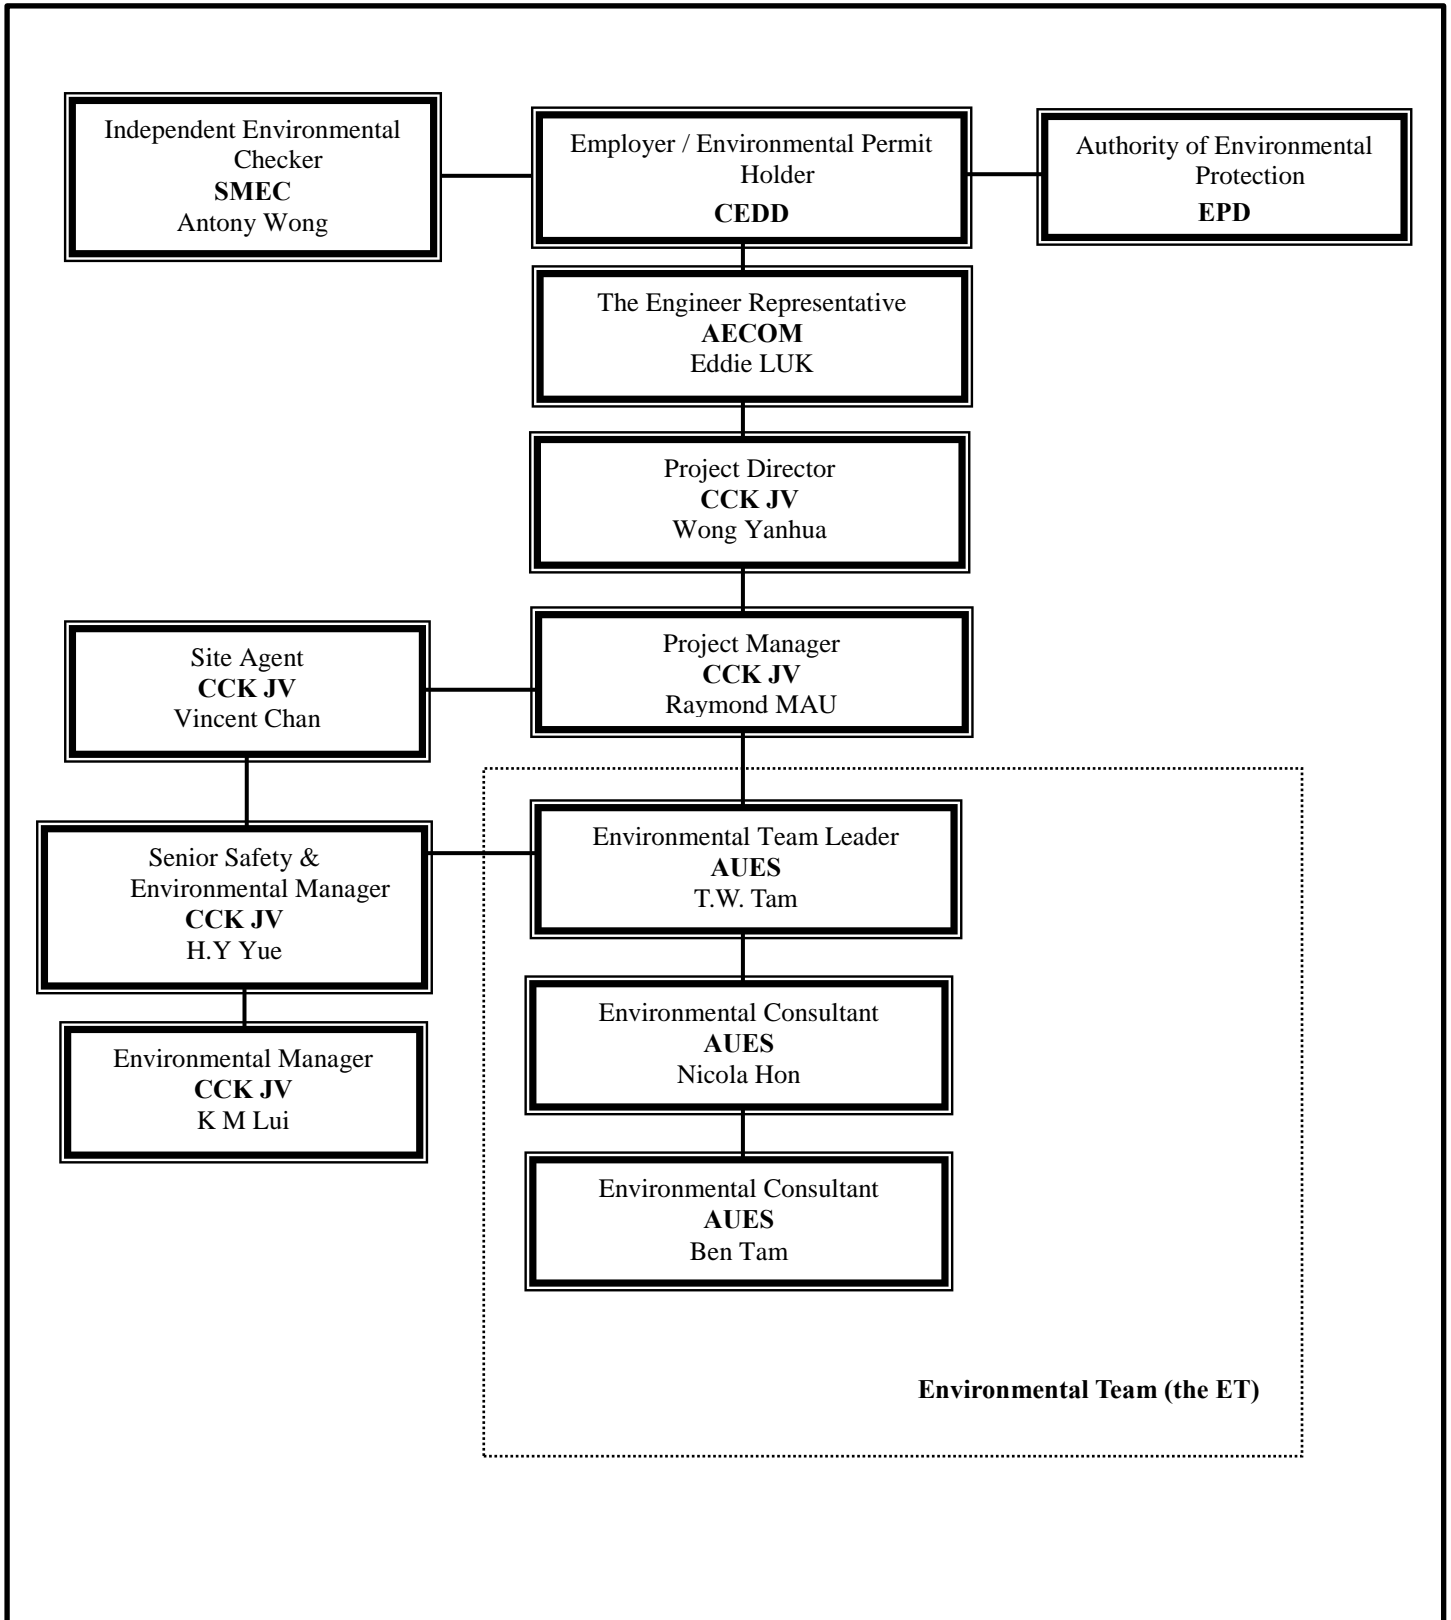 Independent Environmental
Checker
SMEC
Antony Wong
Employer / Environmental Permit
Holder
CEDD
Authority of Environmental
Protection
EPD
The Engineer Representative
AECOM
Eddie LUK
Project Director
CCK JV
Wong Yanhua
Site Agent
CCK JV
Vincent Chan
Project Manager
CCK JV
Raymond MAU
Senior Safety &
Environmental Manager
CCK JV
H.Y Yue
Environmental Team Leader
AUES
T.W. Tam
Environmental Manager
CCK JV
K M Lui
Environmental Consultant
AUES
Nicola Hon
Environmental Consultant
AUES
Ben Tam
Environmental Team (the ET)